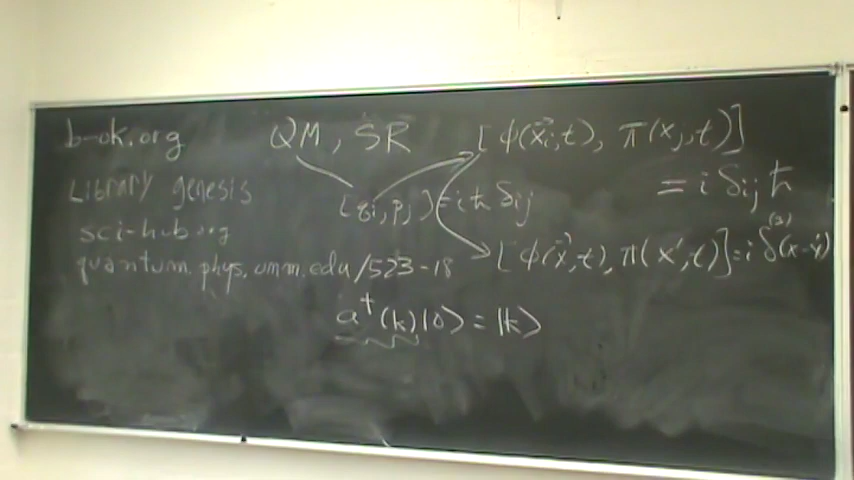 b-ok.org
Library genesis
sci-hub.org
quantum.phys.unm.edu/523-18
QM, SR
[qi, pj] = iħ δij
[ϕ(x⃗i,t), π(xj,t)]
= i δij ħ
[ϕ(x⃗,t), π(x',t)] = i δ(3)(x-x')
a†(k)|0> = |k>